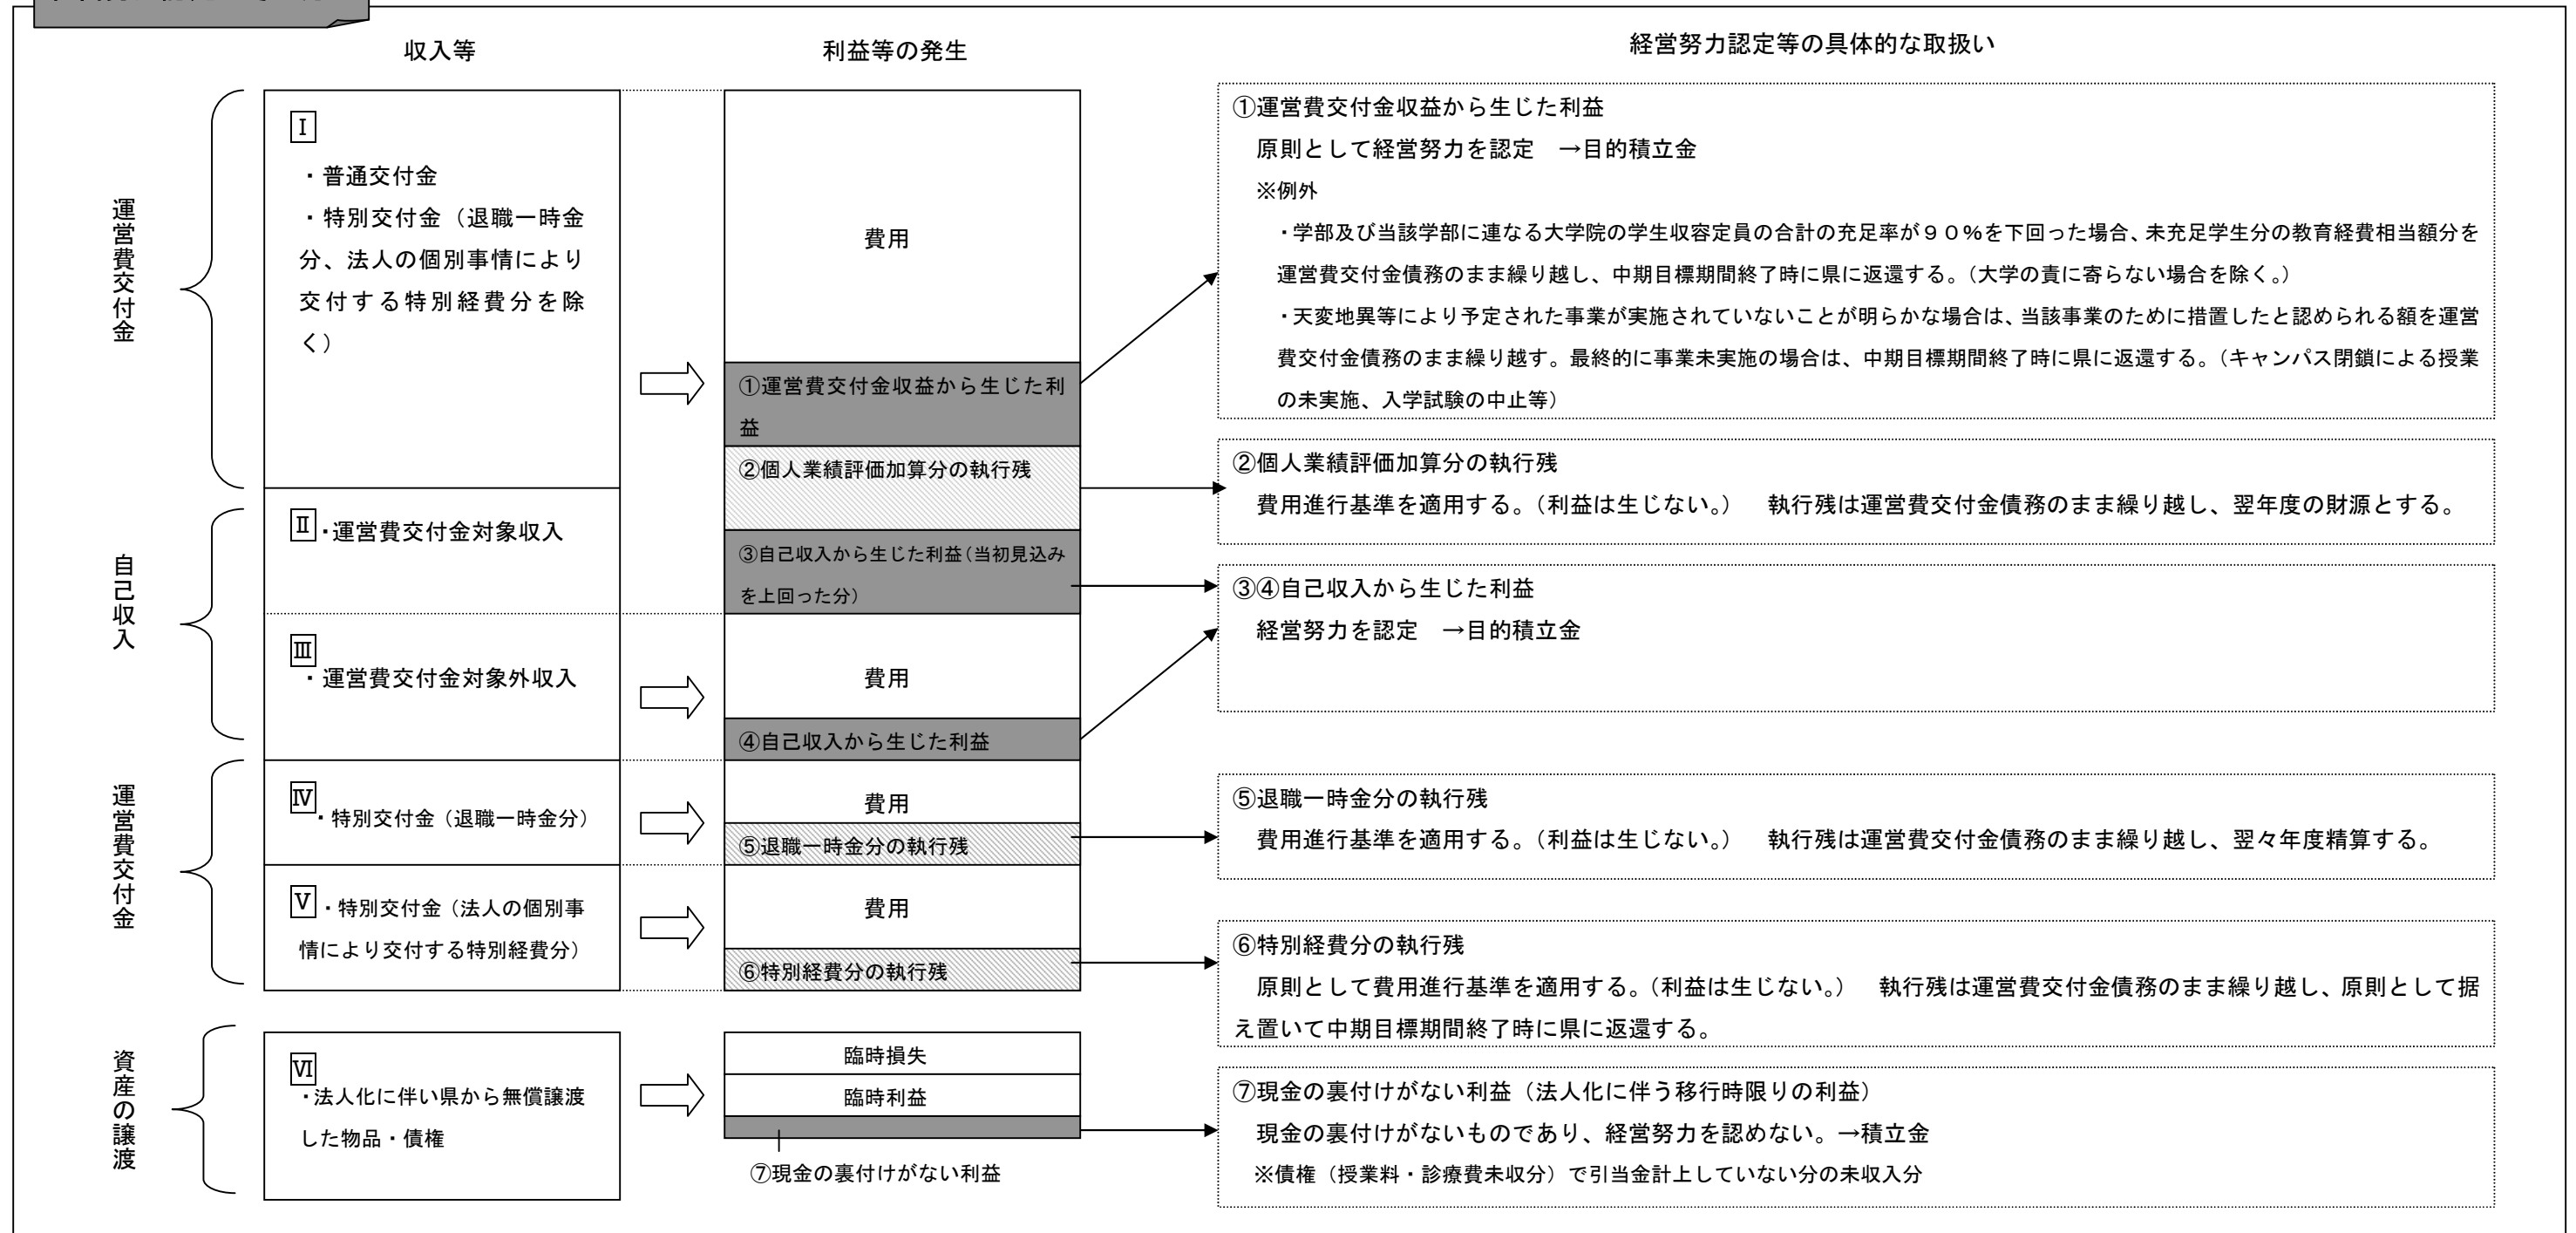 収入等
利益等の発生
経営努力認定等の具体的な取扱い
運営費交付金
Ⅰ
・普通交付金
・特別交付金（退職一時金
分、法人の個別事情により
交付する特別経費分を除
く）
自己収入
Ⅱ・運営費交付金対象収入
Ⅲ
・運営費交付金対象外収入
運営費交付金
Ⅳ
・特別交付金（退職一時金分）
Ⅴ・特別交付金（法人の個別事
情により交付する特別経費分）
資産の譲渡
Ⅵ
・法人化に伴い県から無償譲渡
した物品・債権
費用
①運営費交付金収益から生じた利
益
②個人業績評価加算分の執行残
③自己収入から生じた利益（当初見込み
を上回った分）
費用
④自己収入から生じた利益
費用
⑤退職一時金分の執行残
費用
⑥特別経費分の執行残
臨時損失
臨時利益
⑦現金の裏付けがない利益
①運営費交付金収益から生じた利益
原則として経営努力を認定　→目的積立金
※例外
・学部及び当該学部に連なる大学院の学生収容定員の合計の充足率が９０％を下回った場合、未充足学生分の教育経費相当額分を
運営費交付金債務のまま繰り越し、中期目標期間終了時に県に返還する。（大学の責に寄らない場合を除く。）
・天変地異等により予定された事業が実施されていないことが明らかな場合は、当該事業のために措置したと認められる額を運営
費交付金債務のまま繰り越す。最終的に事業未実施の場合は、中期目標期間終了時に県に返還する。（キャンパス閉鎖による授業
の未実施、入学試験の中止等）
②個人業績評価加算分の執行残
費用進行基準を適用する。（利益は生じない。）　執行残は運営費交付金債務のまま繰り越し、翌年度の財源とする。
③④自己収入から生じた利益
経営努力を認定　→目的積立金
⑤退職一時金分の執行残
費用進行基準を適用する。（利益は生じない。）　執行残は運営費交付金債務のまま繰り越し、翌々年度精算する。
⑥特別経費分の執行残
原則として費用進行基準を適用する。（利益は生じない。）　執行残は運営費交付金債務のまま繰り越し、原則として据
え置いて中期目標期間終了時に県に返還する。
⑦現金の裏付けがない利益（法人化に伴う移行時限りの利益）
現金の裏付けがないものであり、経営努力を認めない。→積立金
※債権（授業料・診療費未収分）で引当金計上していない分の未収入分